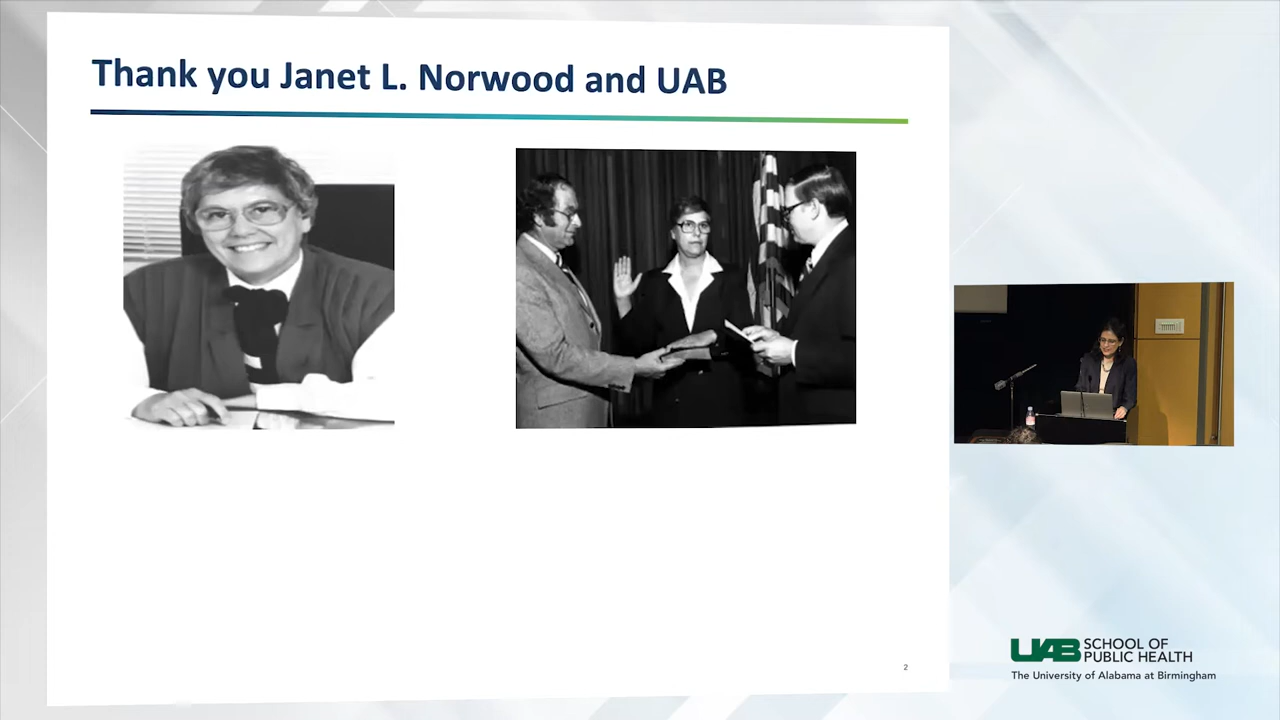 Thank you Janet L. Norwood and UAB
2
UAB SCHOOL OF
PUBLIC HEALTH
The University of Alabama at Birmingham